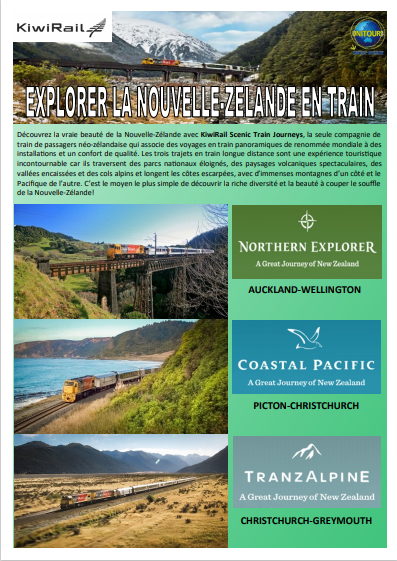 KiwiRail
UNITOURS
EXPLORER LA NOUVELLE-ZELANDE EN TRAIN
Découvrez la vraie beauté de la Nouvelle-Zélande avec KiwiRail Scenic Train Journeys, la seule compagnie de
train de passagers néo-zélandaise qui associe des voyages en train panoramiques de renommée mondiale à des
installations et un confort de qualité. Les trois trajets en train longue distance sont une expérience touristique
incontournable car ils traversent des parcs nationaux éloignés, des paysages volcaniques spectaculaires, des
vallées encaissées et des cols alpins et longent les côtes escarpées, avec d'immenses montagnes d'un côté et le
Pacifique de l'autre. C'est le moyen le plus simple de découvrir la riche diversité et la beauté à couper le souffle
de la Nouvelle-Zélande!
NORTHERN EXPLORER
A Great Journey of New Zealand
AUCKLAND-WELLINGTON
COASTAL PACIFIC
A Great Journey of New Zealand
PICTON-CHRISTCHURCH
TRANZALPINE
A Great Journey of New Zealand
CHRISTCHURCH-GREYMOUTH